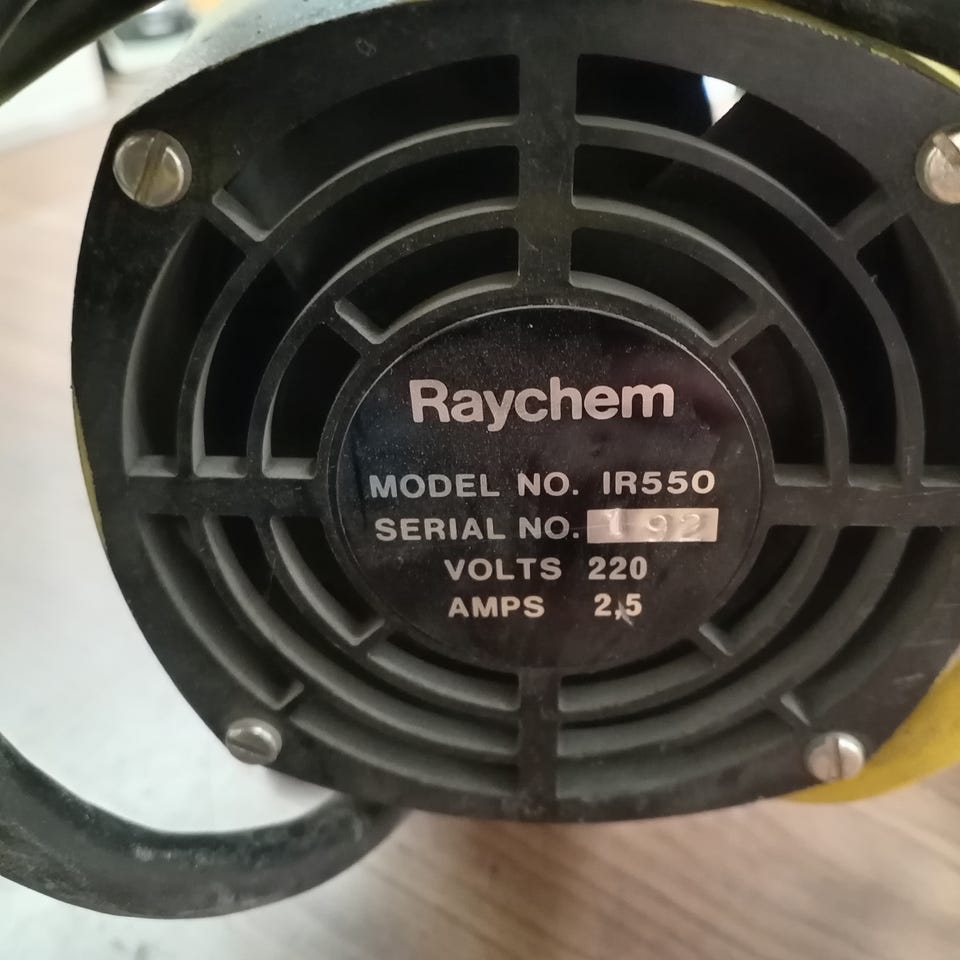 Raychem
MODEL NO. IR550
SERIAL NO. 192
VOLTS 220
AMPS 2,5